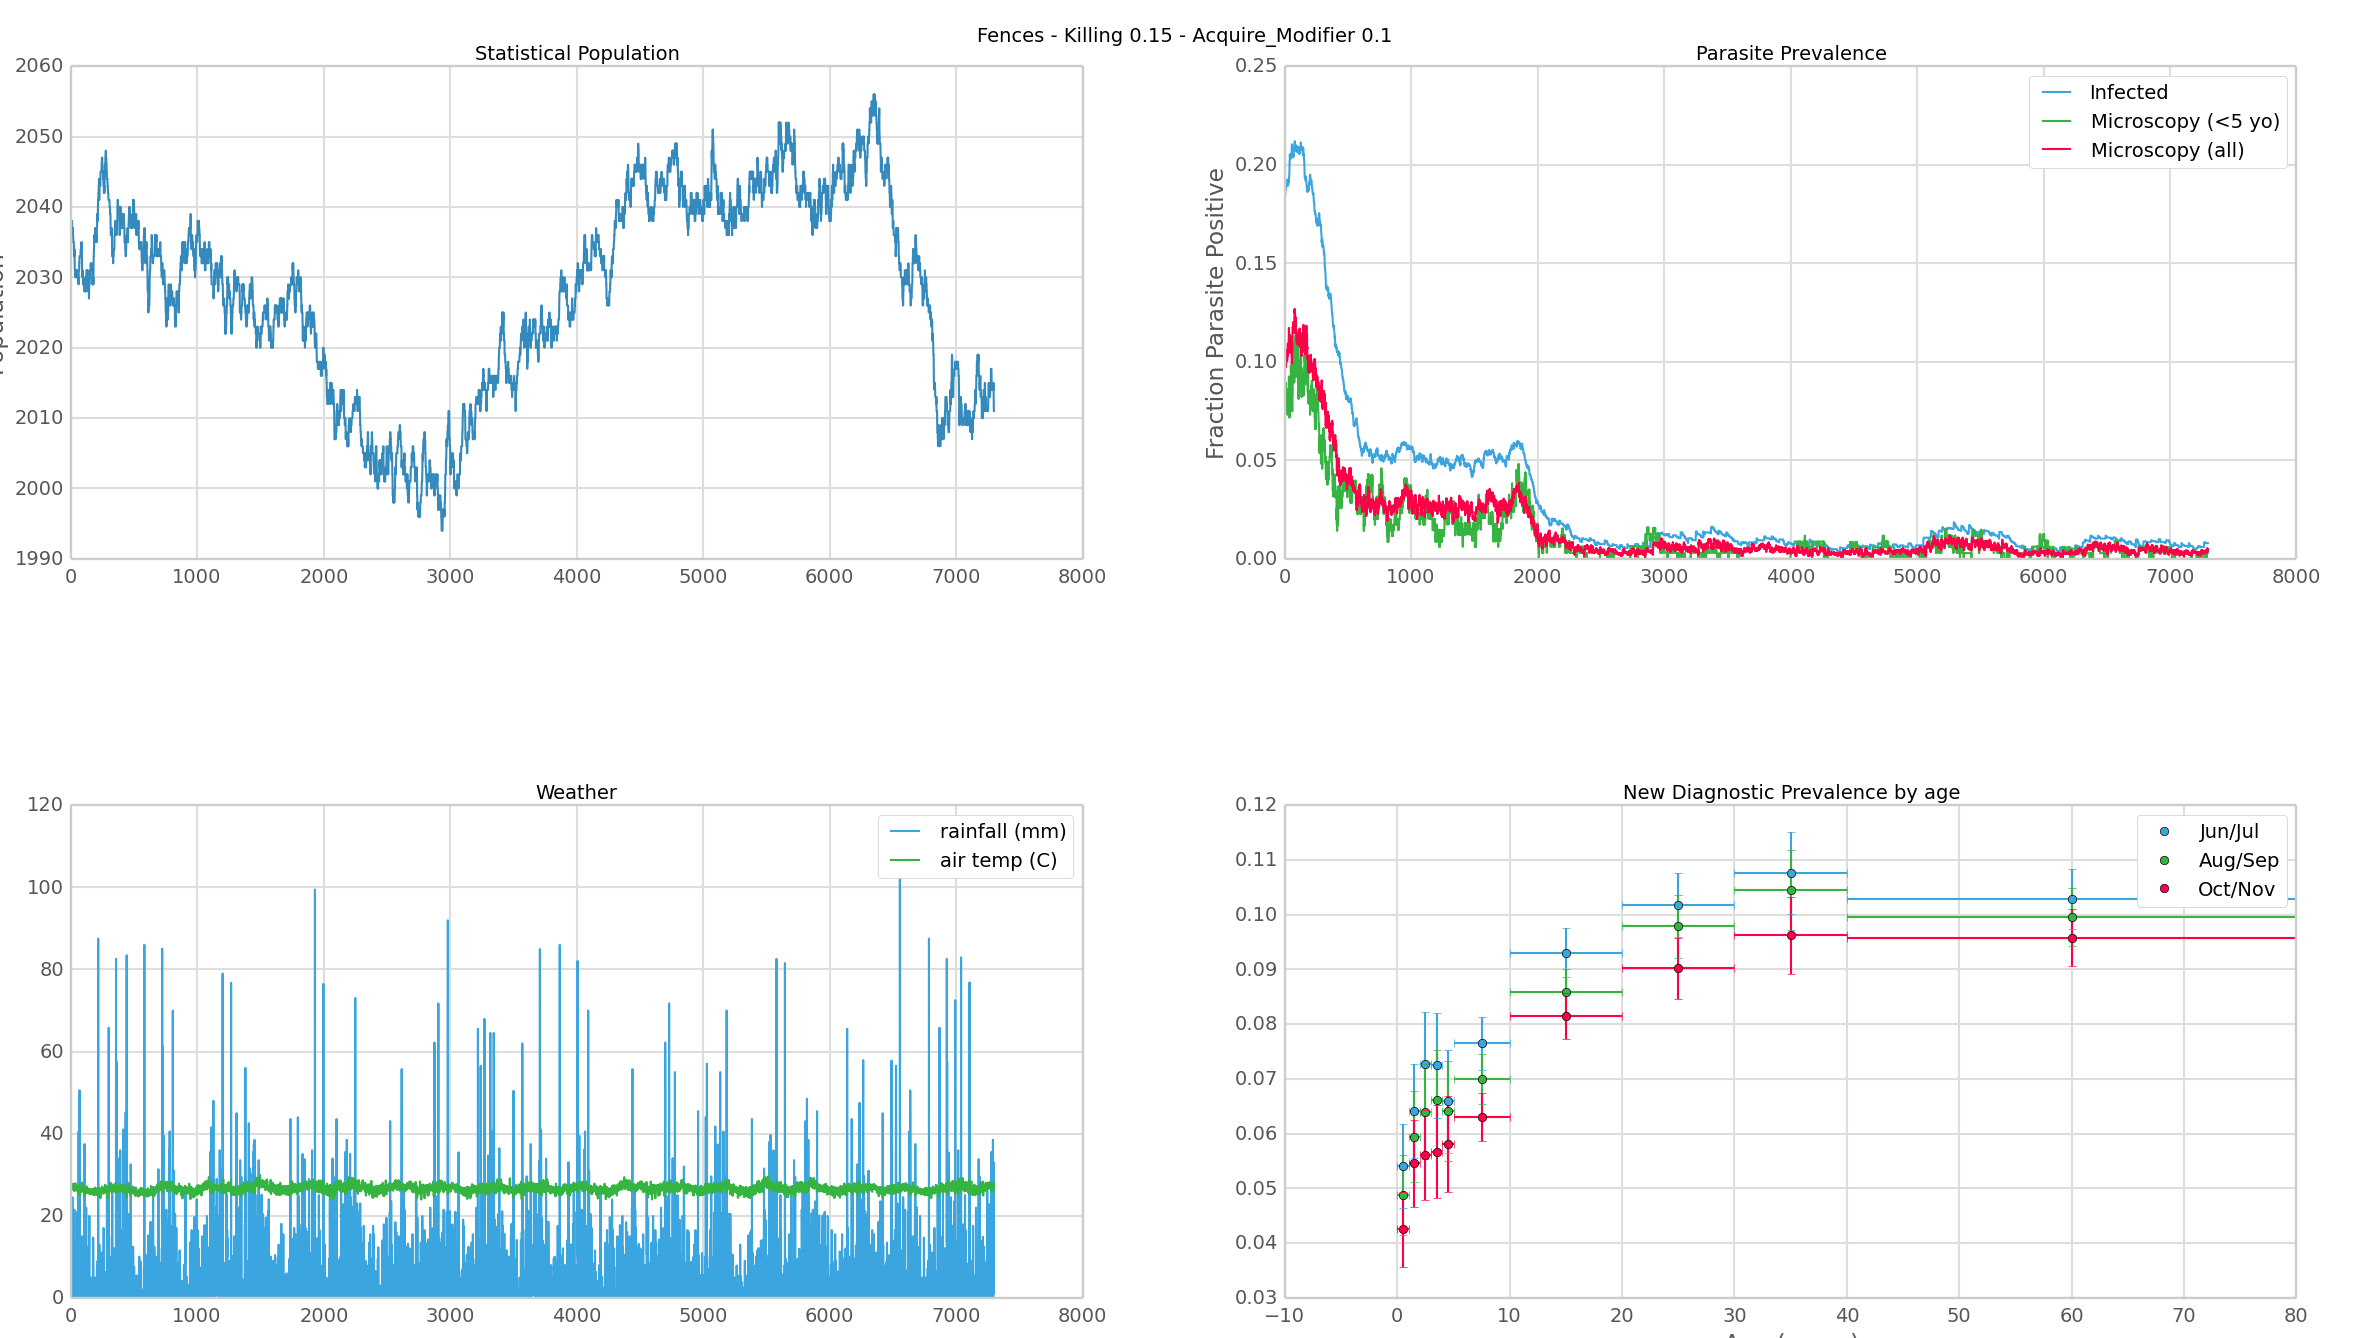 Fences - Killing 0.15 - Acquire_Modifier 0.1
Statistical Population
2060
2050
2040
2030
2020
2010
2000
1990
0 1000 2000 3000 4000 5000 6000 7000 8000
Parasite Prevalence
Fraction Parasite Positive
0.25
0.20
0.15
0.10
0.05
0.00
0 1000 2000 3000 4000 5000 6000 7000 8000
Infected
Microscopy (<5 yo)
Microscopy (all)
Weather
120
100
80
60
40
20
0
0 1000 2000 3000 4000 5000 6000 7000 8000
rainfall (mm)
air temp (C)
New Diagnostic Prevalence by age
0.12
0.11
0.10
0.09
0.08
0.07
0.06
0.05
0.04
0.03
−10 0 10 20 30 40 50 60 70 80
Jun/Jul
Aug/Sep
Oct/Nov